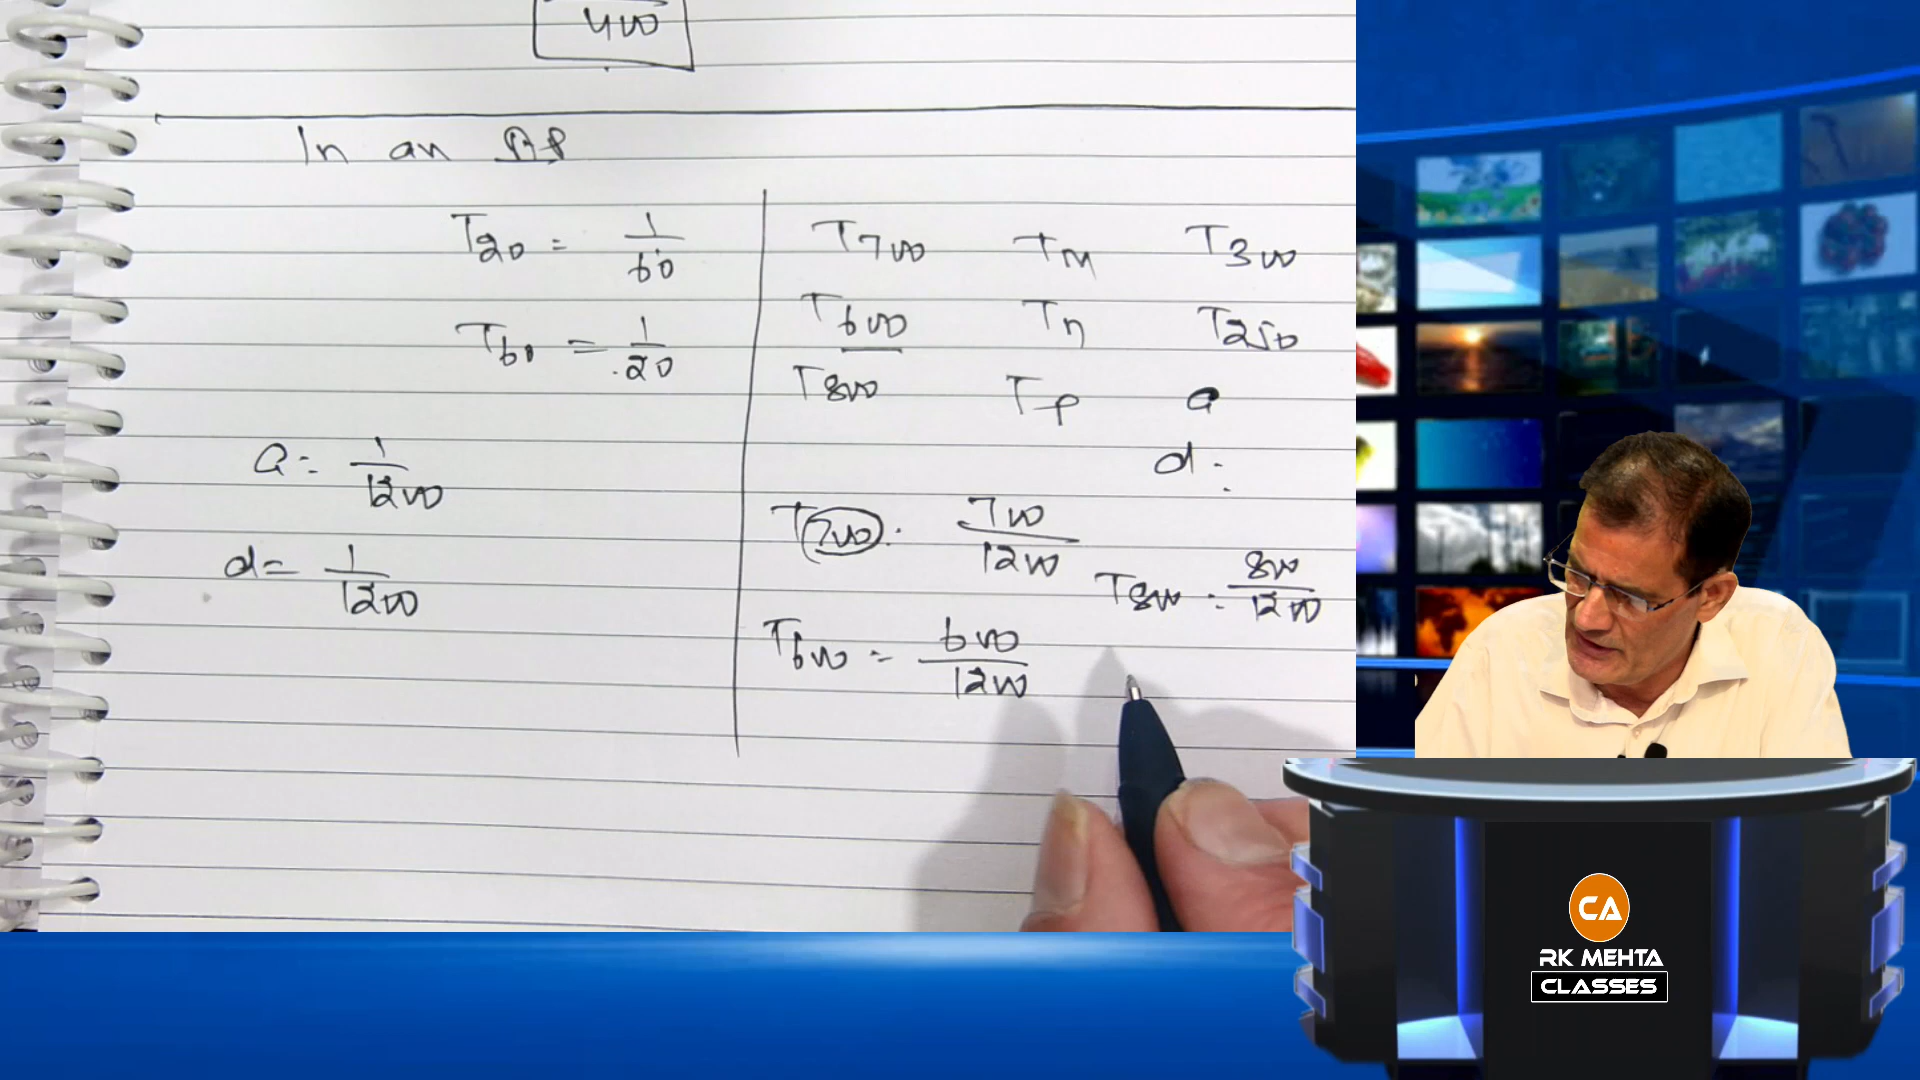 400
In an AP
T20 = 1/60
T60 = 1/20
a = 1/1200
d = 1/1200
T700 Tm T300
T600 Tn T250
T800 Tp a
d =
T700 = 700/1200
T800 = 800/1200
T600 = 600/1200
CA
RK MEHTA
CLASSES